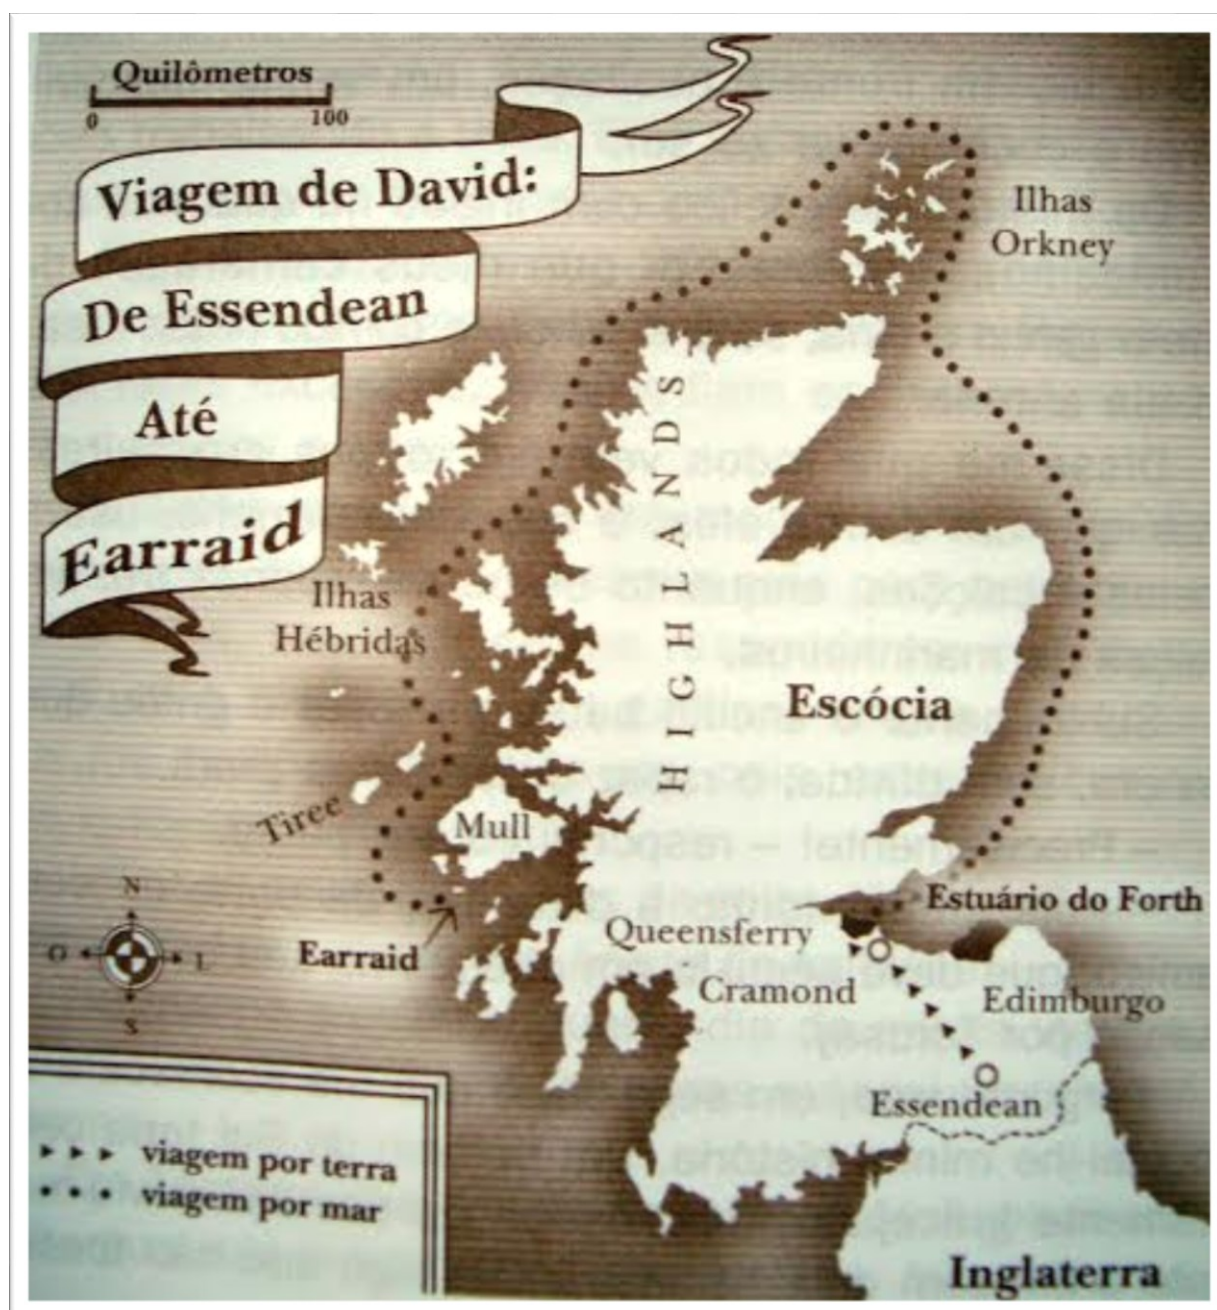 Quilômetros
0 100
Viagem de David:
De Essendean
Até
Earraid
Ilhas
Orkney
HIGHLANDS
Ilhas
Hébridas
Escócia
Tiree
Mull
N
O L
S
Earraid
Estuário do Forth
Queensferry
Cramond
Edimburgo
Essendean
viagem por terra
viagem por mar
Inglaterra